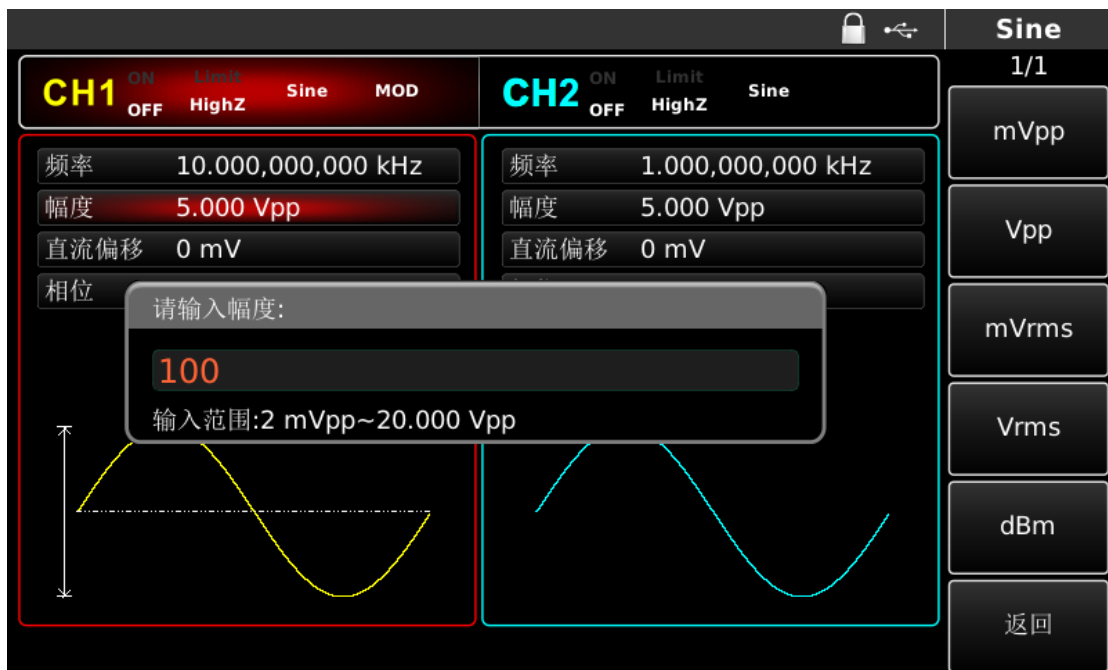 Sine
1/1
CH1 ON OFF Limit HighZ Sine MOD
CH2 ON OFF Limit HighZ Sine
频率 10.000,000,000 kHz
幅度 5.000 Vpp
直流偏移 0 mV
相位
频率 1.000,000,000 kHz
幅度 5.000 Vpp
直流偏移 0 mV
请输入幅度:
100
输入范围:2 mVpp~20.000 Vpp
mVpp
Vpp
mVrms
Vrms
dBm
返回